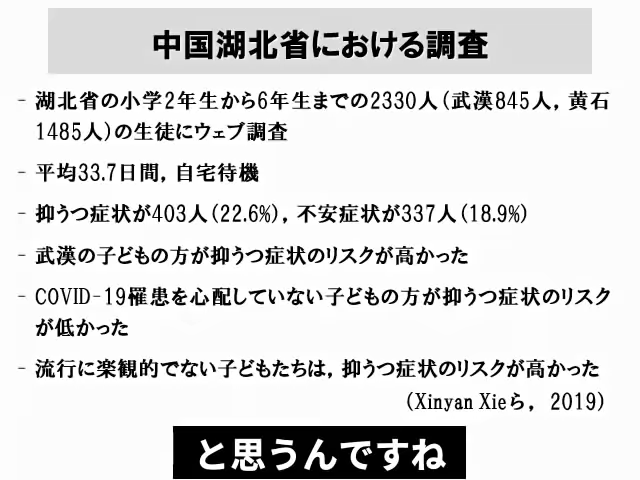 中国湖北省における調査
- 湖北省の小学2年生から6年生までの2330人(武漢845人, 黄石
1485人)の生徒にウェブ調査
- 平均33.7日間, 自宅待機
- 抑うつ症状が403人(22.6%), 不安症状が337人(18.9%)
- 武漢の子どもの方が抑うつ症状のリスクが高かった
- COVID-19罹患を心配していない子どもの方が抑うつ症状のリスク
が低かった
- 流行に楽観的でない子どもたちは, 抑うつ症状のリスクが高かった
(Xinyan Xieら, 2019)
と思うんですね